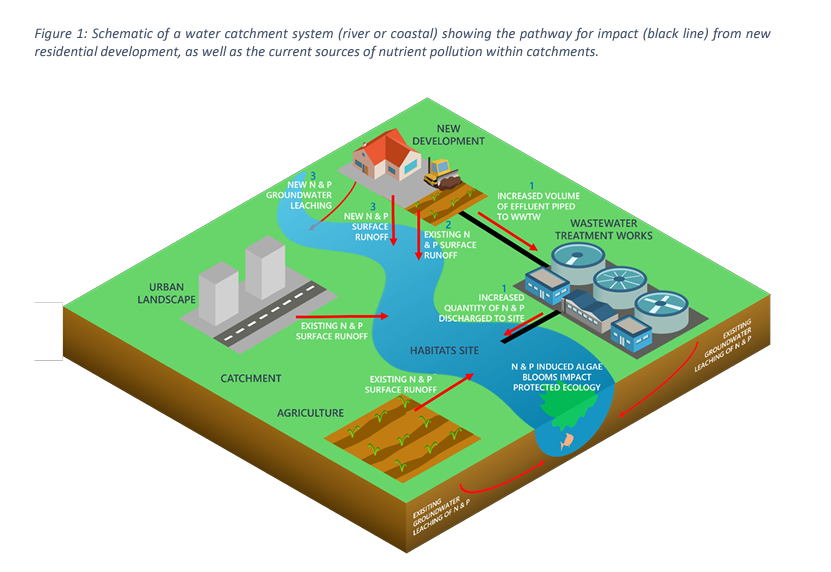 Figure 1: Schematic of a water catchment system (river or coastal) showing the pathway for impact (black line) from new
residential development, as well as the current sources of nutrient pollution within catchments.
NEW
DEVELOPMENT
3
NEW N & P
GROUNDWATER
LEACHING
3
NEW N & P
SURFACE
RUNOFF
2
EXISTING N
& P SURFACE
RUNOFF
1
INCREASED VOLUME
OF EFFLUENT PIPED
TO WWTW
WASTEWATER
TREATMENT WORKS
URBAN
LANDSCAPE
1
INCREASED
QUANTITY OF N & P
DISCHARGED TO SITE
EXISTING N & P
SURFACE RUNOFF
HABITATS SITE
EXISITING
GROUNDWATER
LEACHING OF N & P
N & P INDUCED ALGAE
BLOOMS IMPACT
PROTECTED ECOLOGY
CATCHMENT
EXISTING N & P
SURFACE RUNOFF
AGRICULTURE
EXISITING
GROUNDWATER
LEACHING OF N & P